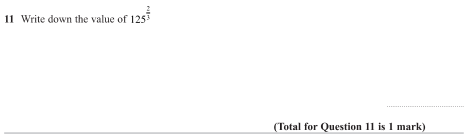 11 Write down the value of 125^(2/3)
(Total for Question 11 is 1 mark)